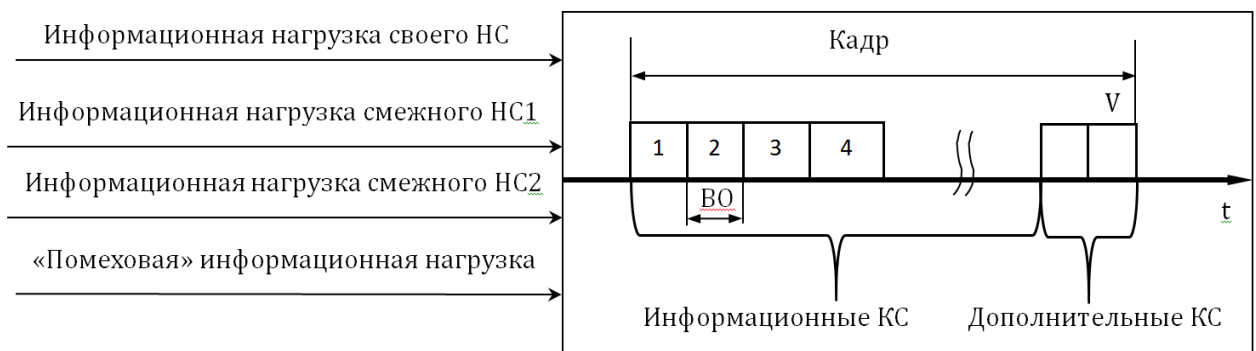 Информационная нагрузка своего НС
Информационная нагрузка смежного НС1
Информационная нагрузка смежного НС2
«Помеховая» информационная нагрузка
Кадр
V
1 2 3 4
ВО
t
Информационные КС
Дополнительные КС